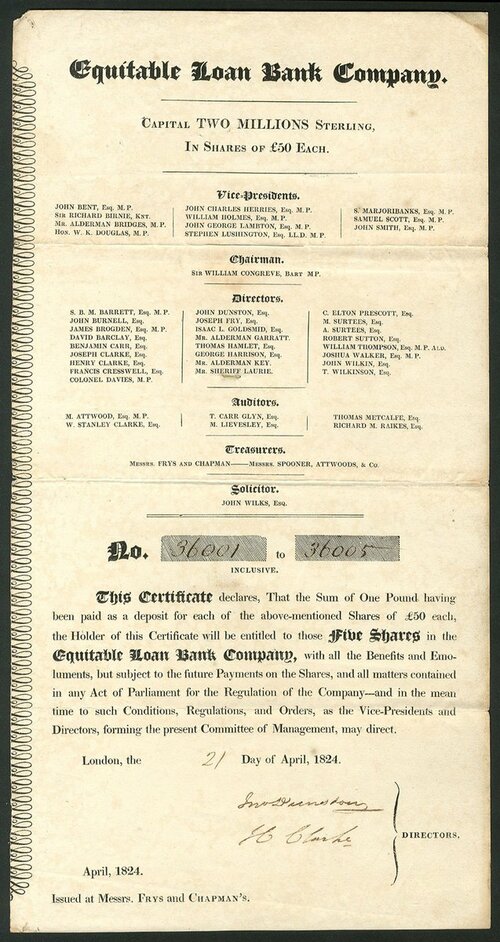 Equitable Loan Bank Company.
CAPITAL TWO MILLIONS STERLING,
IN SHARES OF £50 EACH.
Vice-Presidents.
JOHN BENT, Esq. M. P.
SIR RICHARD BIRNIE, KNT.
MR. ALDERMAN BRIDGES, M. P.
HON. W. K. DOUGLAS, M. P.
JOHN CHARLES HERRIES, Esq. M. P.
WILLIAM HOLMES, Esq. M. P.
JOHN GEORGE LAMBTON, Esq. M. P.
STEPHEN LUSHINGTON, Esq. LL.D. M. P.
S. MARJORIBANKS, Esq. M. P.
SAMUEL SCOTT, Esq. M. P.
JOHN SMITH, Esq. M. P.
Chairman.
SIR WILLIAM CONGREVE, BART MP.
Directors.
S. B. M. BARRETT, Esq. M. P.
JOHN BURNELL, Esq.
JAMES BROGDEN, Esq. M. P.
DAVID BARCLAY, Esq.
BENJAMIN CARR, Esq.
JOSEPH CLARKE, Esq.
HENRY CLARKE, Esq.
FRANCIS CRESSWELL, Esq.
COLONEL DAVIES, M. P.
JOHN DUNSTON, Esq.
JOSEPH FRY, Esq.
ISAAC L. GOLDSMID, Esq.
MR. ALDERMAN GARRATT.
THOMAS HAMLET, Esq.
GEORGE HARRISON, Esq.
MR. ALDERMAN KEY.
MR. SHERIFF LAURIE.
C. ELTON PRESCOTT, Esq.
M. SURTEES, Esq.
A. SURTEES, Esq.
ROBERT SUTTON, Esq.
WILLIAM THOMPSON, Esq. M. P. ALD.
JOSHUA WALKER, Esq. M. P.
JOHN WILKIN, Esq.
T. WILKINSON, Esq.
Auditors.
M. ATTWOOD, Esq. M. P.
W. STANLEY CLARKE, Esq.
T. CARR GLYN, Esq.
M. LIEVESLEY, Esq.
THOMAS METCALFE, Esq.
RICHARD M. RAIKES, Esq.
Treasurers.
MESSRS. FRYS AND CHAPMAN——MESSRS. SPOONER, ATTWOODS, & Co.
Solicitor.
JOHN WILKS, Esq.
No. 36001 to 36005
INCLUSIVE.
This Certificate declares, That the Sum of One Pound having
been paid as a deposit for each of the above-mentioned Shares of £50 each,
the Holder of this Certificate will be entitled to those Five Shares in the
Equitable Loan Bank Company, with all the Benefits and Emo-
luments, but subject to the future Payments on the Shares, and all matters contained
in any Act of Parliament for the Regulation of the Company—and in the mean
time to such Conditions, Regulations, and Orders, as the Vice-Presidents and
Directors, forming the present Committee of Management, may direct.
London, the 21 Day of April, 1824.
Jno Dunston
H Clarke
DIRECTORS.
April, 1824.
Issued at Messrs. FRYS and CHAPMAN'S.